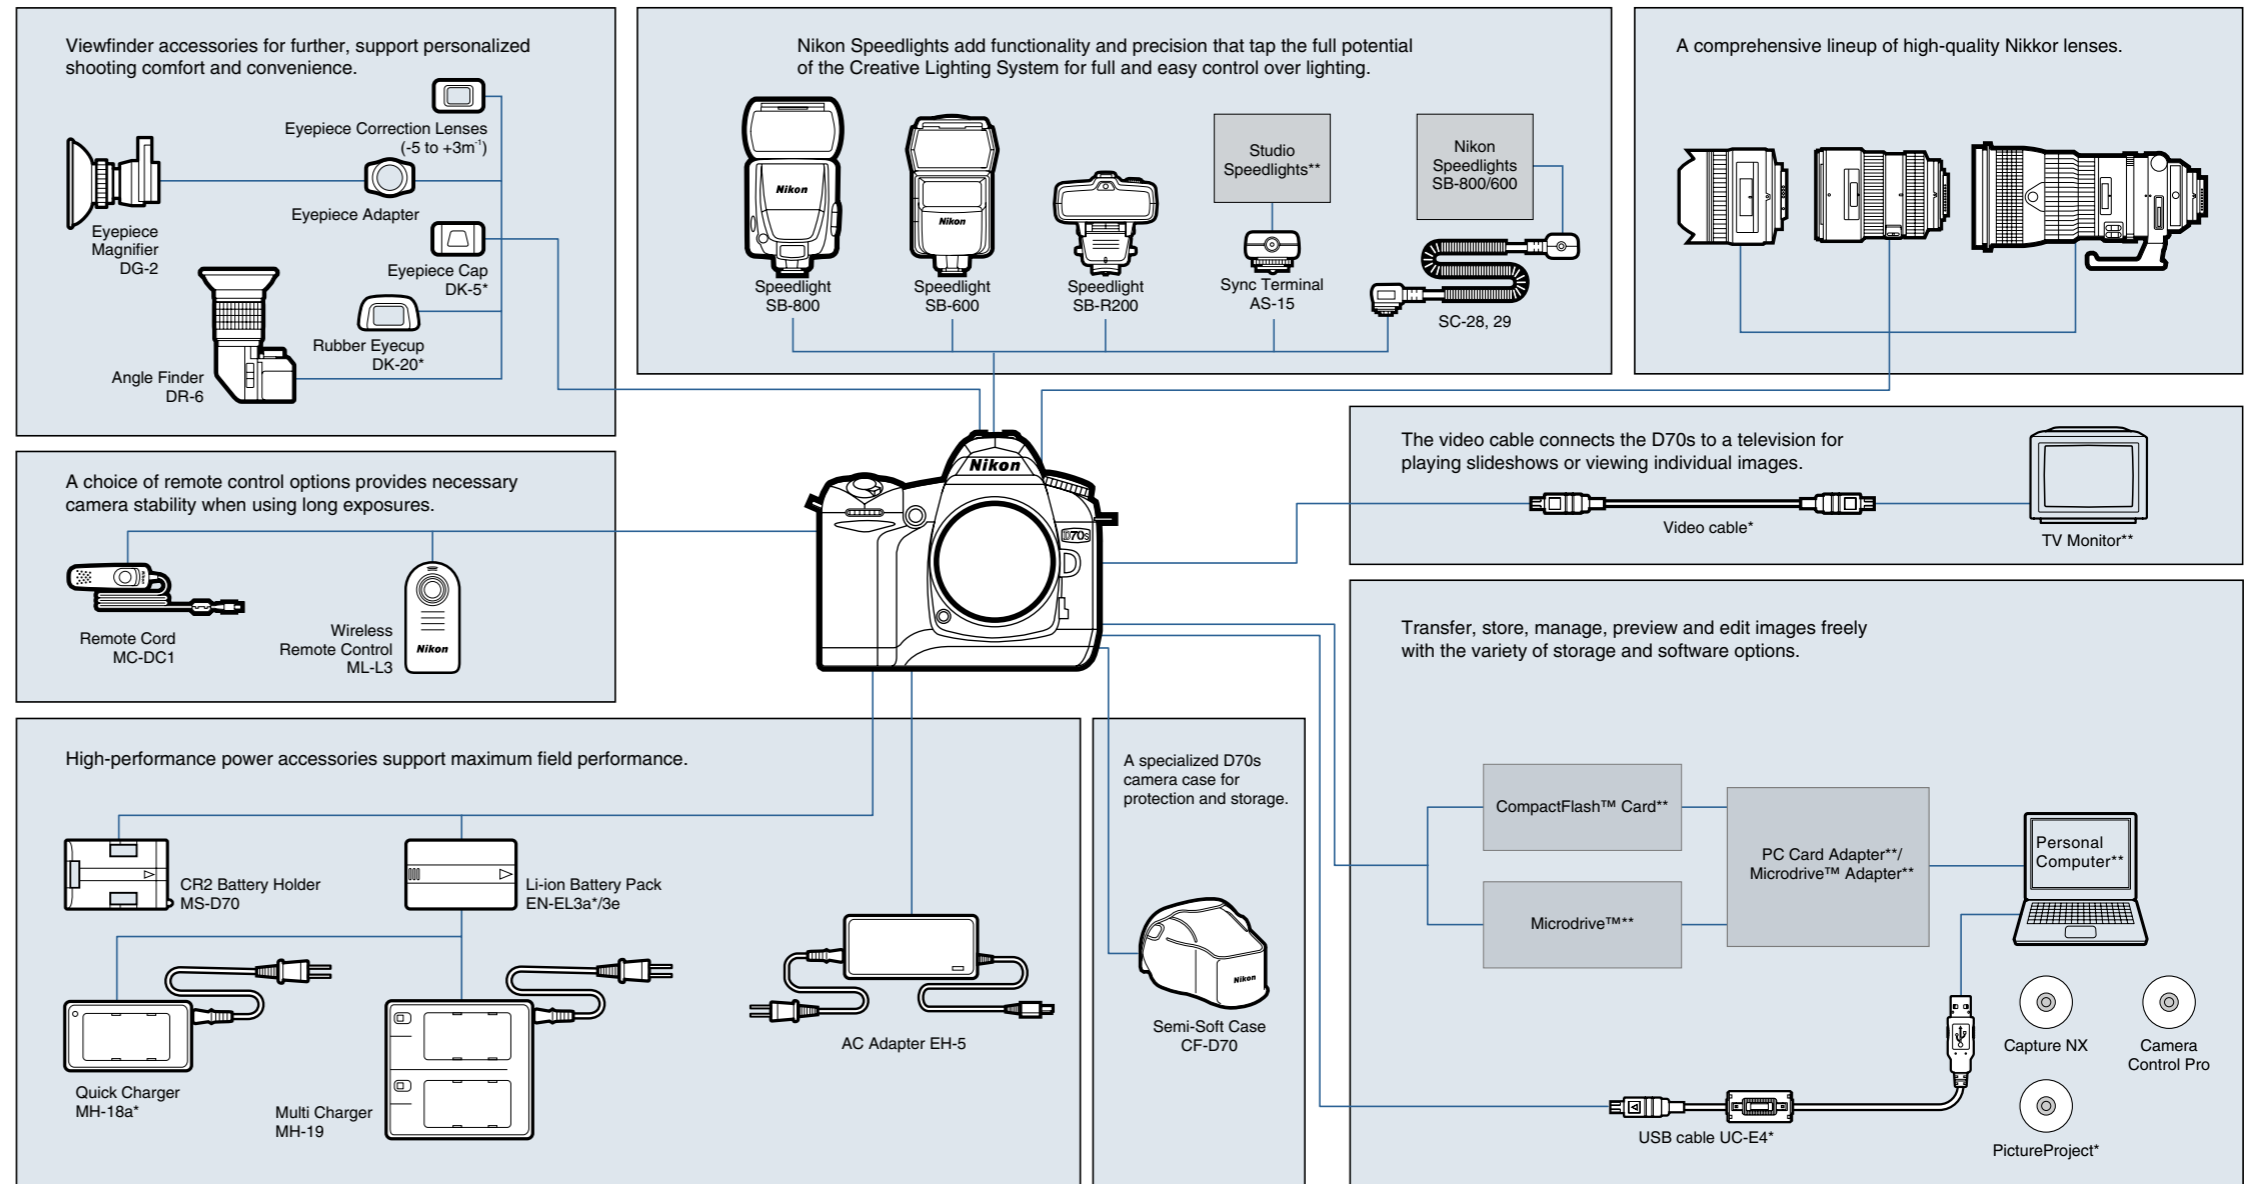 Viewfinder accessories for further, support personalized
shooting comfort and convenience.
Eyepiece Correction Lenses
(-5 to +3m⁻¹)
Eyepiece Adapter
Eyepiece
Magnifier
DG-2
Eyepiece Cap
DK-5*
Rubber Eyecup
DK-20*
Angle Finder
DR-6
Nikon Speedlights add functionality and precision that tap the full potential
of the Creative Lighting System for full and easy control over lighting.
Nikon
Speedlight
SB-800
Nikon
Speedlight
SB-600
Speedlight
SB-R200
Studio
Speedlights**
Sync Terminal
AS-15
Nikon
Speedlights
SB-800/600
SC-28, 29
A comprehensive lineup of high-quality Nikkor lenses.
A choice of remote control options provides necessary
camera stability when using long exposures.
Remote Cord
MC-DC1
Wireless
Remote Control
ML-L3
Nikon
Nikon
D70s
The video cable connects the D70s to a television for
playing slideshows or viewing individual images.
Video cable*
TV Monitor**
High-performance power accessories support maximum field performance.
CR2 Battery Holder
MS-D70
Li-ion Battery Pack
EN-EL3a*/3e
Quick Charger
MH-18a*
Multi Charger
MH-19
AC Adapter EH-5
A specialized D70s
camera case for
protection and storage.
Nikon
Semi-Soft Case
CF-D70
Transfer, store, manage, preview and edit images freely
with the variety of storage and software options.
CompactFlash™ Card**
Microdrive™**
PC Card Adapter**/
Microdrive™ Adapter**
Personal
Computer**
Capture NX
Camera
Control Pro
PictureProject*
USB cable UC-E4*